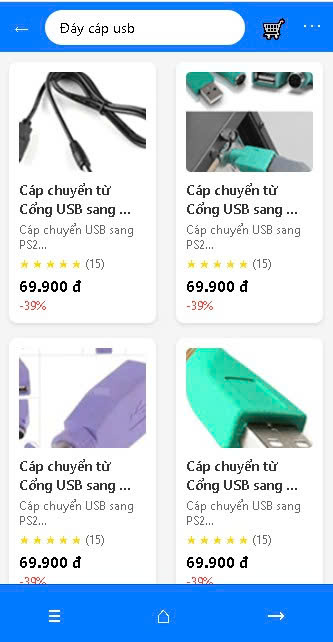 Đáy cáp usb
Cáp chuyển từ
Cổng USB sang ...
Cáp chuyển USB sang
PS2...
★★★★★ (15)
69.900 đ
-39%
Cáp chuyển từ
Cổng USB sang ...
Cáp chuyển USB sang
PS2...
★★★★★ (15)
69.900 đ
-39%
Cáp chuyển từ
Cổng USB sang ...
Cáp chuyển USB sang
PS2...
★★★★★ (15)
69.900 đ
-39%
Cáp chuyển từ
Cổng USB sang ...
Cáp chuyển USB sang
PS2...
★★★★★ (15)
69.900 đ
-39%